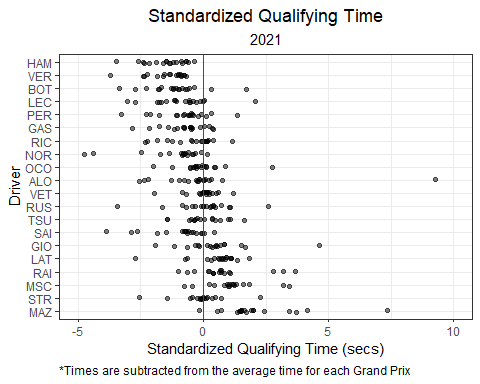 Standardized Qualifying Time
2021
Driver
HAM
VER
BOT
LEC
PER
GAS
RIC
NOR
OCO
ALO
VET
RUS
TSU
SAI
GIO
LAT
RAI
MSC
STR
MAZ
-5 0 5 10
Standardized Qualifying Time (secs)
*Times are subtracted from the average time for each Grand Prix